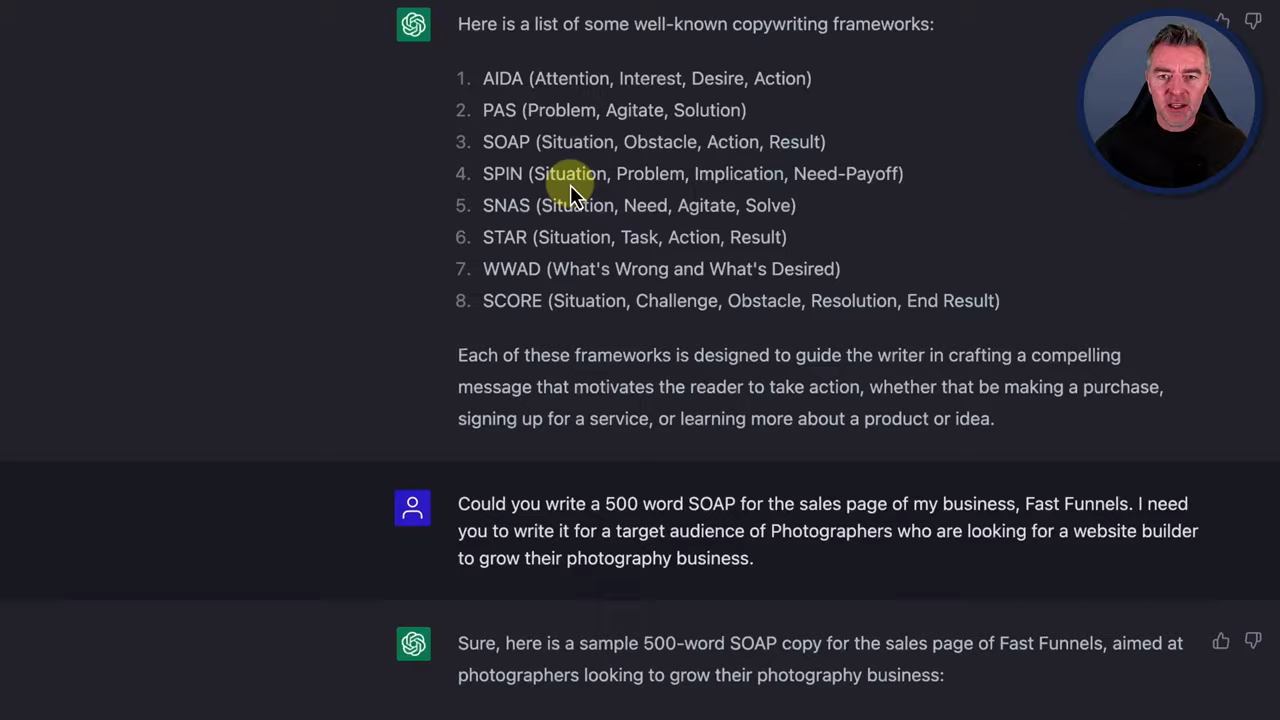 Here is a list of some well-known copywriting frameworks:
1. AIDA (Attention, Interest, Desire, Action)
2. PAS (Problem, Agitate, Solution)
3. SOAP (Situation, Obstacle, Action, Result)
4. SPIN (Situation, Problem, Implication, Need-Payoff)
5. SNAS (Situation, Need, Agitate, Solve)
6. STAR (Situation, Task, Action, Result)
7. WWAD (What's Wrong and What's Desired)
8. SCORE (Situation, Challenge, Obstacle, Resolution, End Result)
Each of these frameworks is designed to guide the writer in crafting a compelling
message that motivates the reader to take action, whether that be making a purchase,
signing up for a service, or learning more about a product or idea.
Could you write a 500 word SOAP for the sales page of my business, Fast Funnels. I need
you to write it for a target audience of Photographers who are looking for a website builder
to grow their photography business.
Sure, here is a sample 500-word SOAP copy for the sales page of Fast Funnels, aimed at
photographers looking to grow their photography business: